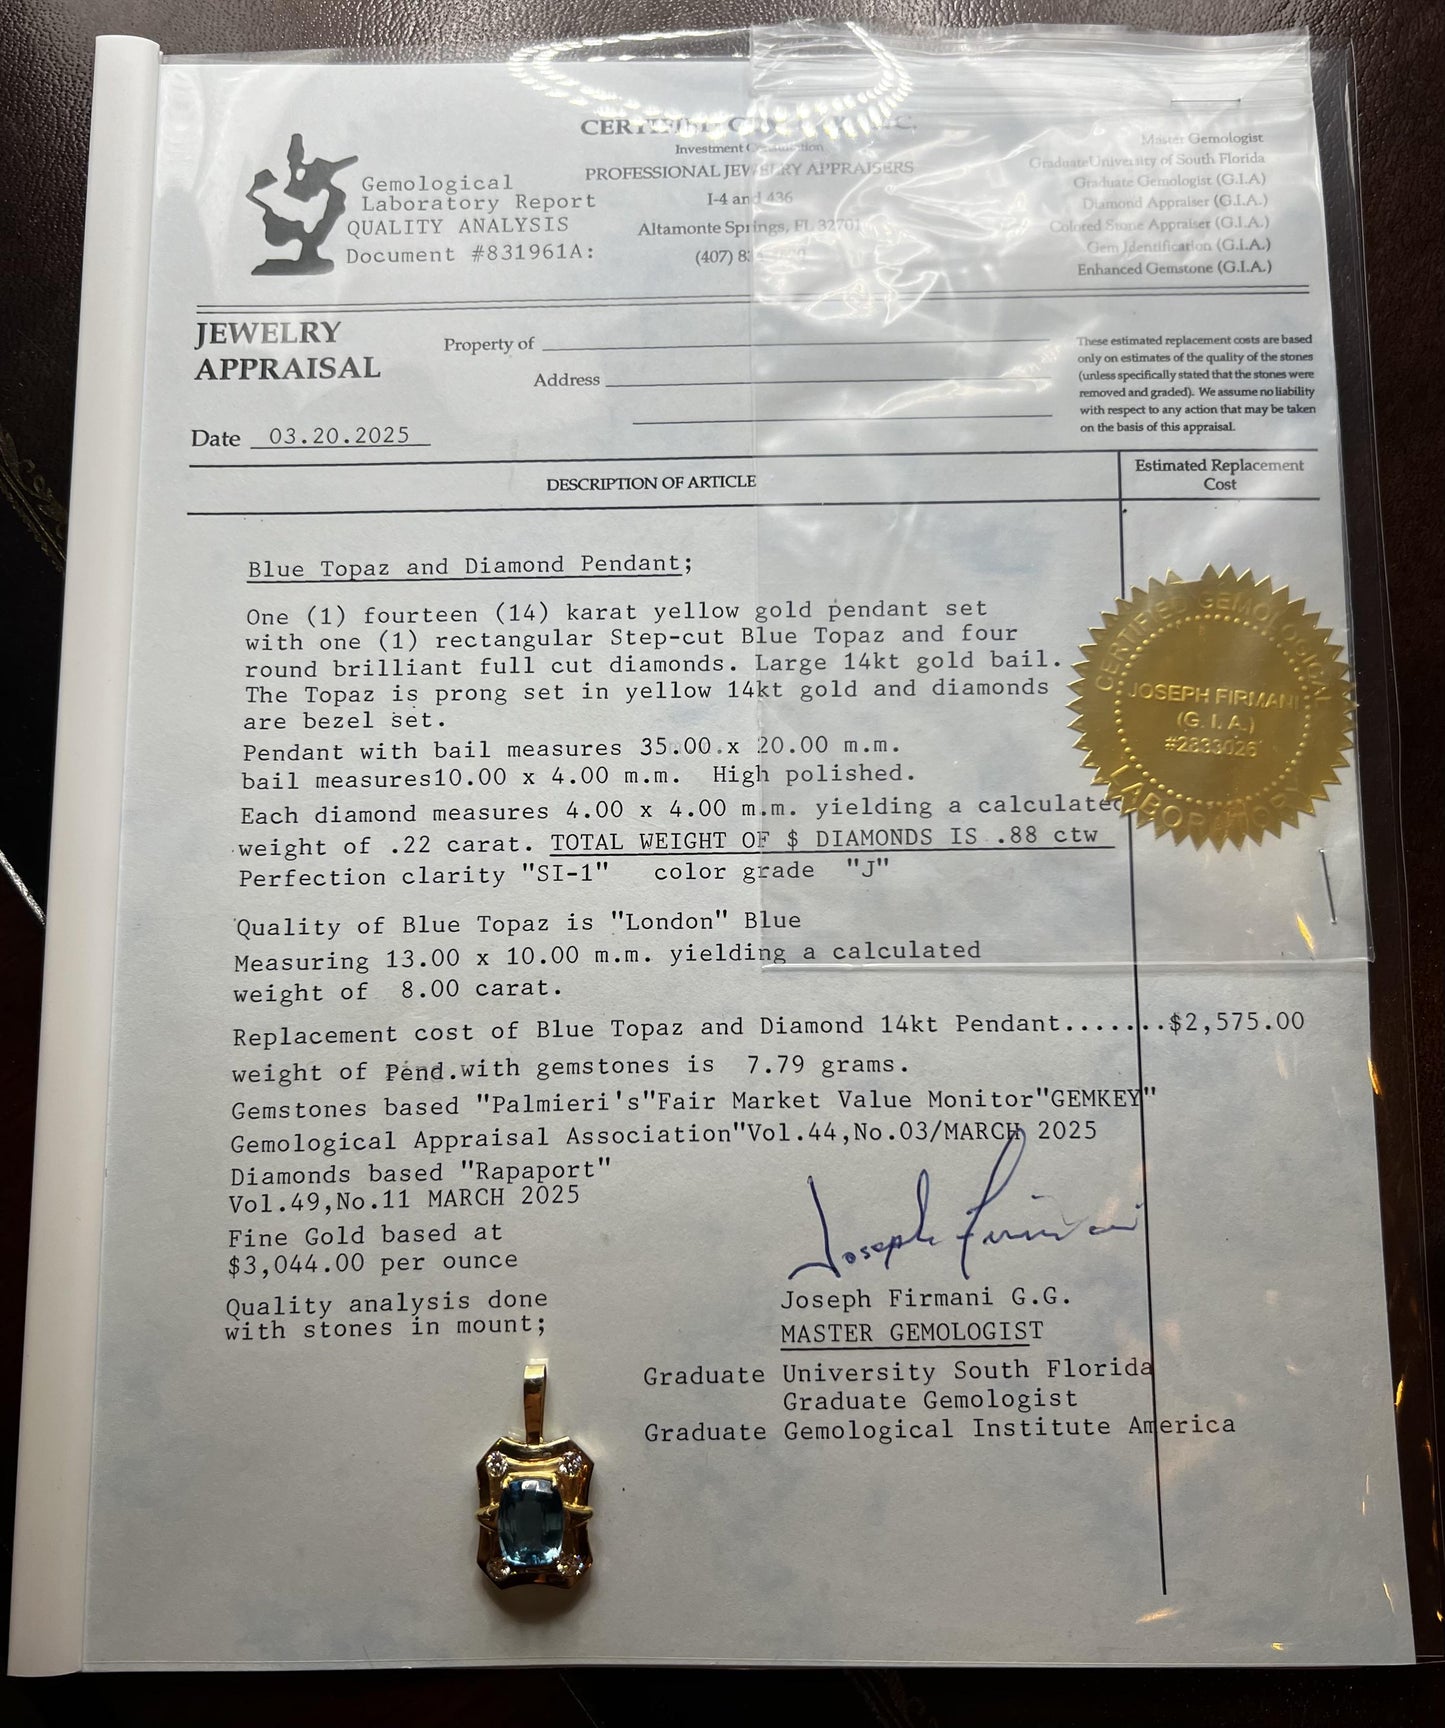 CERTIFIED
Investment
PROFESSIONAL JEWELRY APPRAISERS
I-4 and 436
Altamonte Springs, FL 32701
(407)
Gemological
Laboratory Report
QUALITY ANALYSIS
Document #831961A:
Master Gemologist
GraduateUniversity of South Florida
Graduate Gemologist (G.I.A)
Diamond Appraiser (G.I.A.)
Colored Stone Appraiser (G.I.A.)
Gem Identification (G.I.A.)
Enhanced Gemstone (G.I.A.)
JEWELRY
APPRAISAL
Property of
Address
Date 03.20.2025
These estimated replacement costs are based
only on estimates of the quality of the stones
(unless specifically stated that the stones were
removed and graded). We assume no liability
with respect to any action that may be taken
on the basis of this appraisal.
DESCRIPTION OF ARTICLE
Estimated Replacement
Cost
Blue Topaz and Diamond Pendant;
One (1) fourteen (14) karat yellow gold pendant set
with one (1) rectangular Step-cut Blue Topaz and four
round brilliant full cut diamonds. Large 14kt gold bail.
The Topaz is prong set in yellow 14kt gold and diamonds
are bezel set.
Pendant with bail measures 35.00.x 20.00 m.m.
bail measures10.00 x 4.00 m.m. High polished.
Each diamond measures 4.00 x 4.00 m.m. yielding a calculated
weight of .22 carat. TOTAL WEIGHT OF $ DIAMONDS IS .88 ctw
Perfection clarity "SI-1" color grade "J"
Quality of Blue Topaz is "London" Blue
Measuring 13.00 x 10.00 m.m. yielding a calculated
weight of 8.00 carat.
Replacement cost of Blue Topaz and Diamond 14kt Pendant.......$2,575.00
weight of Pend.with gemstones is 7.79 grams.
Gemstones based "Palmieri's"Fair Market Value Monitor"GEMKEY"
Gemological Appraisal Association"Vol.44,No.03/MARCH 2025
Diamonds based "Rapaport"
Vol.49,No.11 MARCH 2025
Fine Gold based at
$3,044.00 per ounce
Quality analysis done
with stones in mount;
Joseph Firmani
Joseph Firmani G.G.
MASTER GEMOLOGIST
Graduate University South Florida
Graduate Gemologist
Graduate Gemological Institute America
CERTIFIED GEMOLOGICAL
JOSEPH FIRMANI
(G. I. A.)
#2833026
LABORATORY